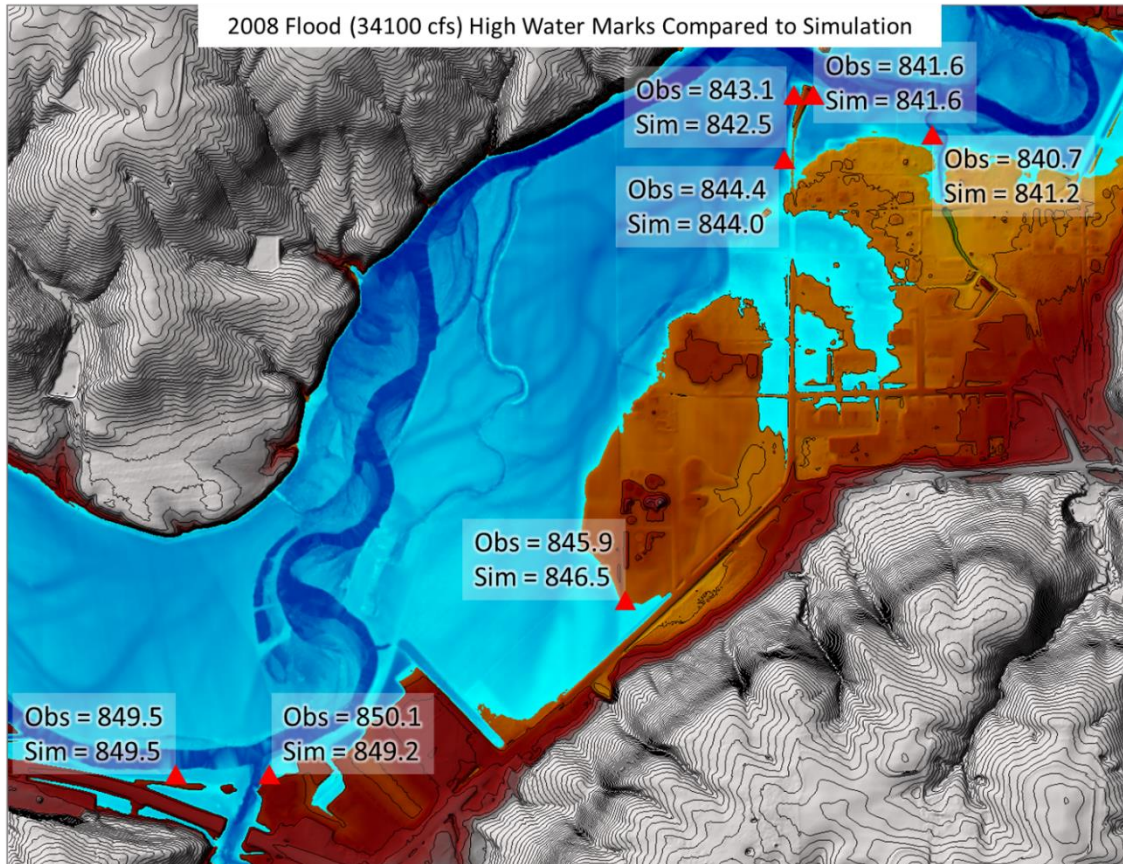 2008 Flood (34100 cfs) High Water Marks Compared to Simulation
Obs = 843.1
Sim = 842.5
Obs = 841.6
Sim = 841.6
Obs = 844.4
Sim = 844.0
Obs = 840.7
Sim = 841.2
Obs = 845.9
Sim = 846.5
Obs = 849.5
Sim = 849.5
Obs = 850.1
Sim = 849.2